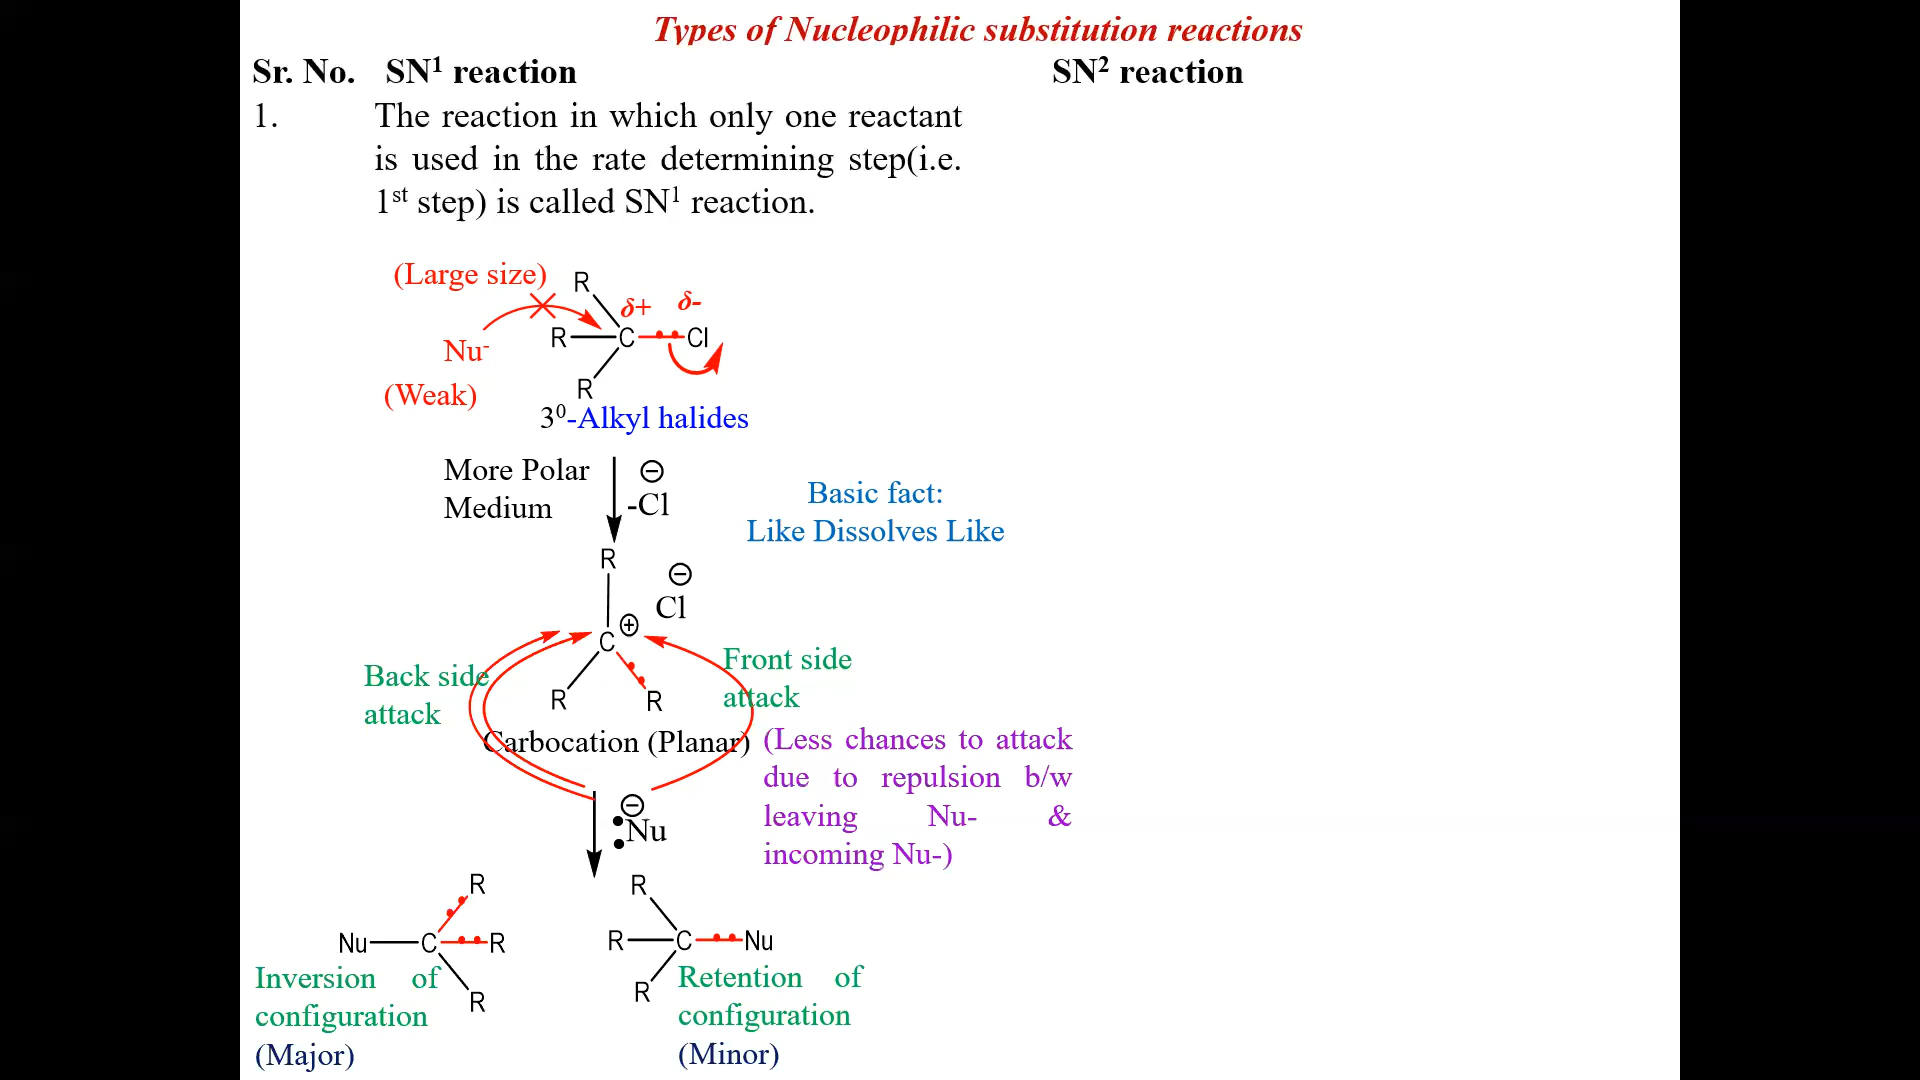 Types of Nucleophilic substitution reactions
Sr. No. SN¹ reaction SN² reaction
1. The reaction in which only one reactant
is used in the rate determining step(i.e.
1st step) is called SN¹ reaction.
(Large size) R
δ+ δ-
R C Cl
Nu-
R
(Weak)
3⁰-Alkyl halides
More Polar ⊖
Medium -Cl
Basic fact:
Like Dissolves Like
R
⊖
Cl
⊕
C
Back side
attack
Front side
attack
R R
Carbocation (Planar)
(Less chances to attack
due to repulsion b/w
leaving Nu- &
incoming Nu-)
⊖
:Nu
R R
Nu C R R C Nu
R R
Inversion of
configuration
(Major)
Retention of
configuration
(Minor)